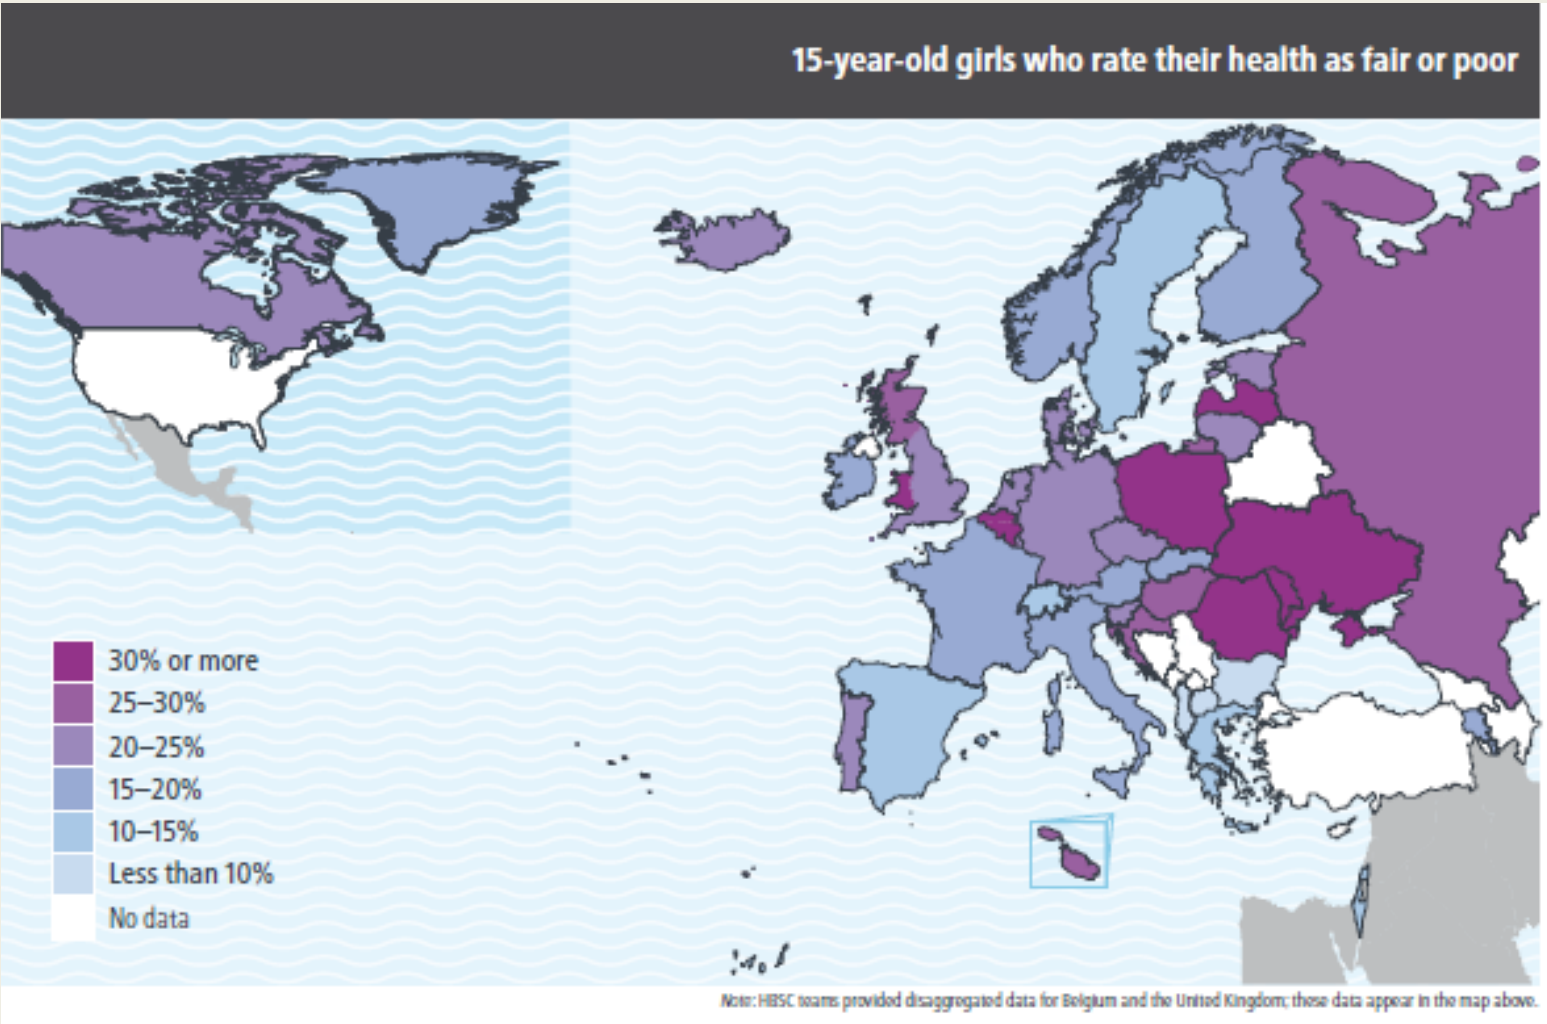 15-year-old girls who rate their health as fair or poor
30% or more
25–30%
20–25%
15–20%
10–15%
Less than 10%
No data
Note: HBSC teams provided disaggregated data for Belgium and the United Kingdom; these data appear in the map above.